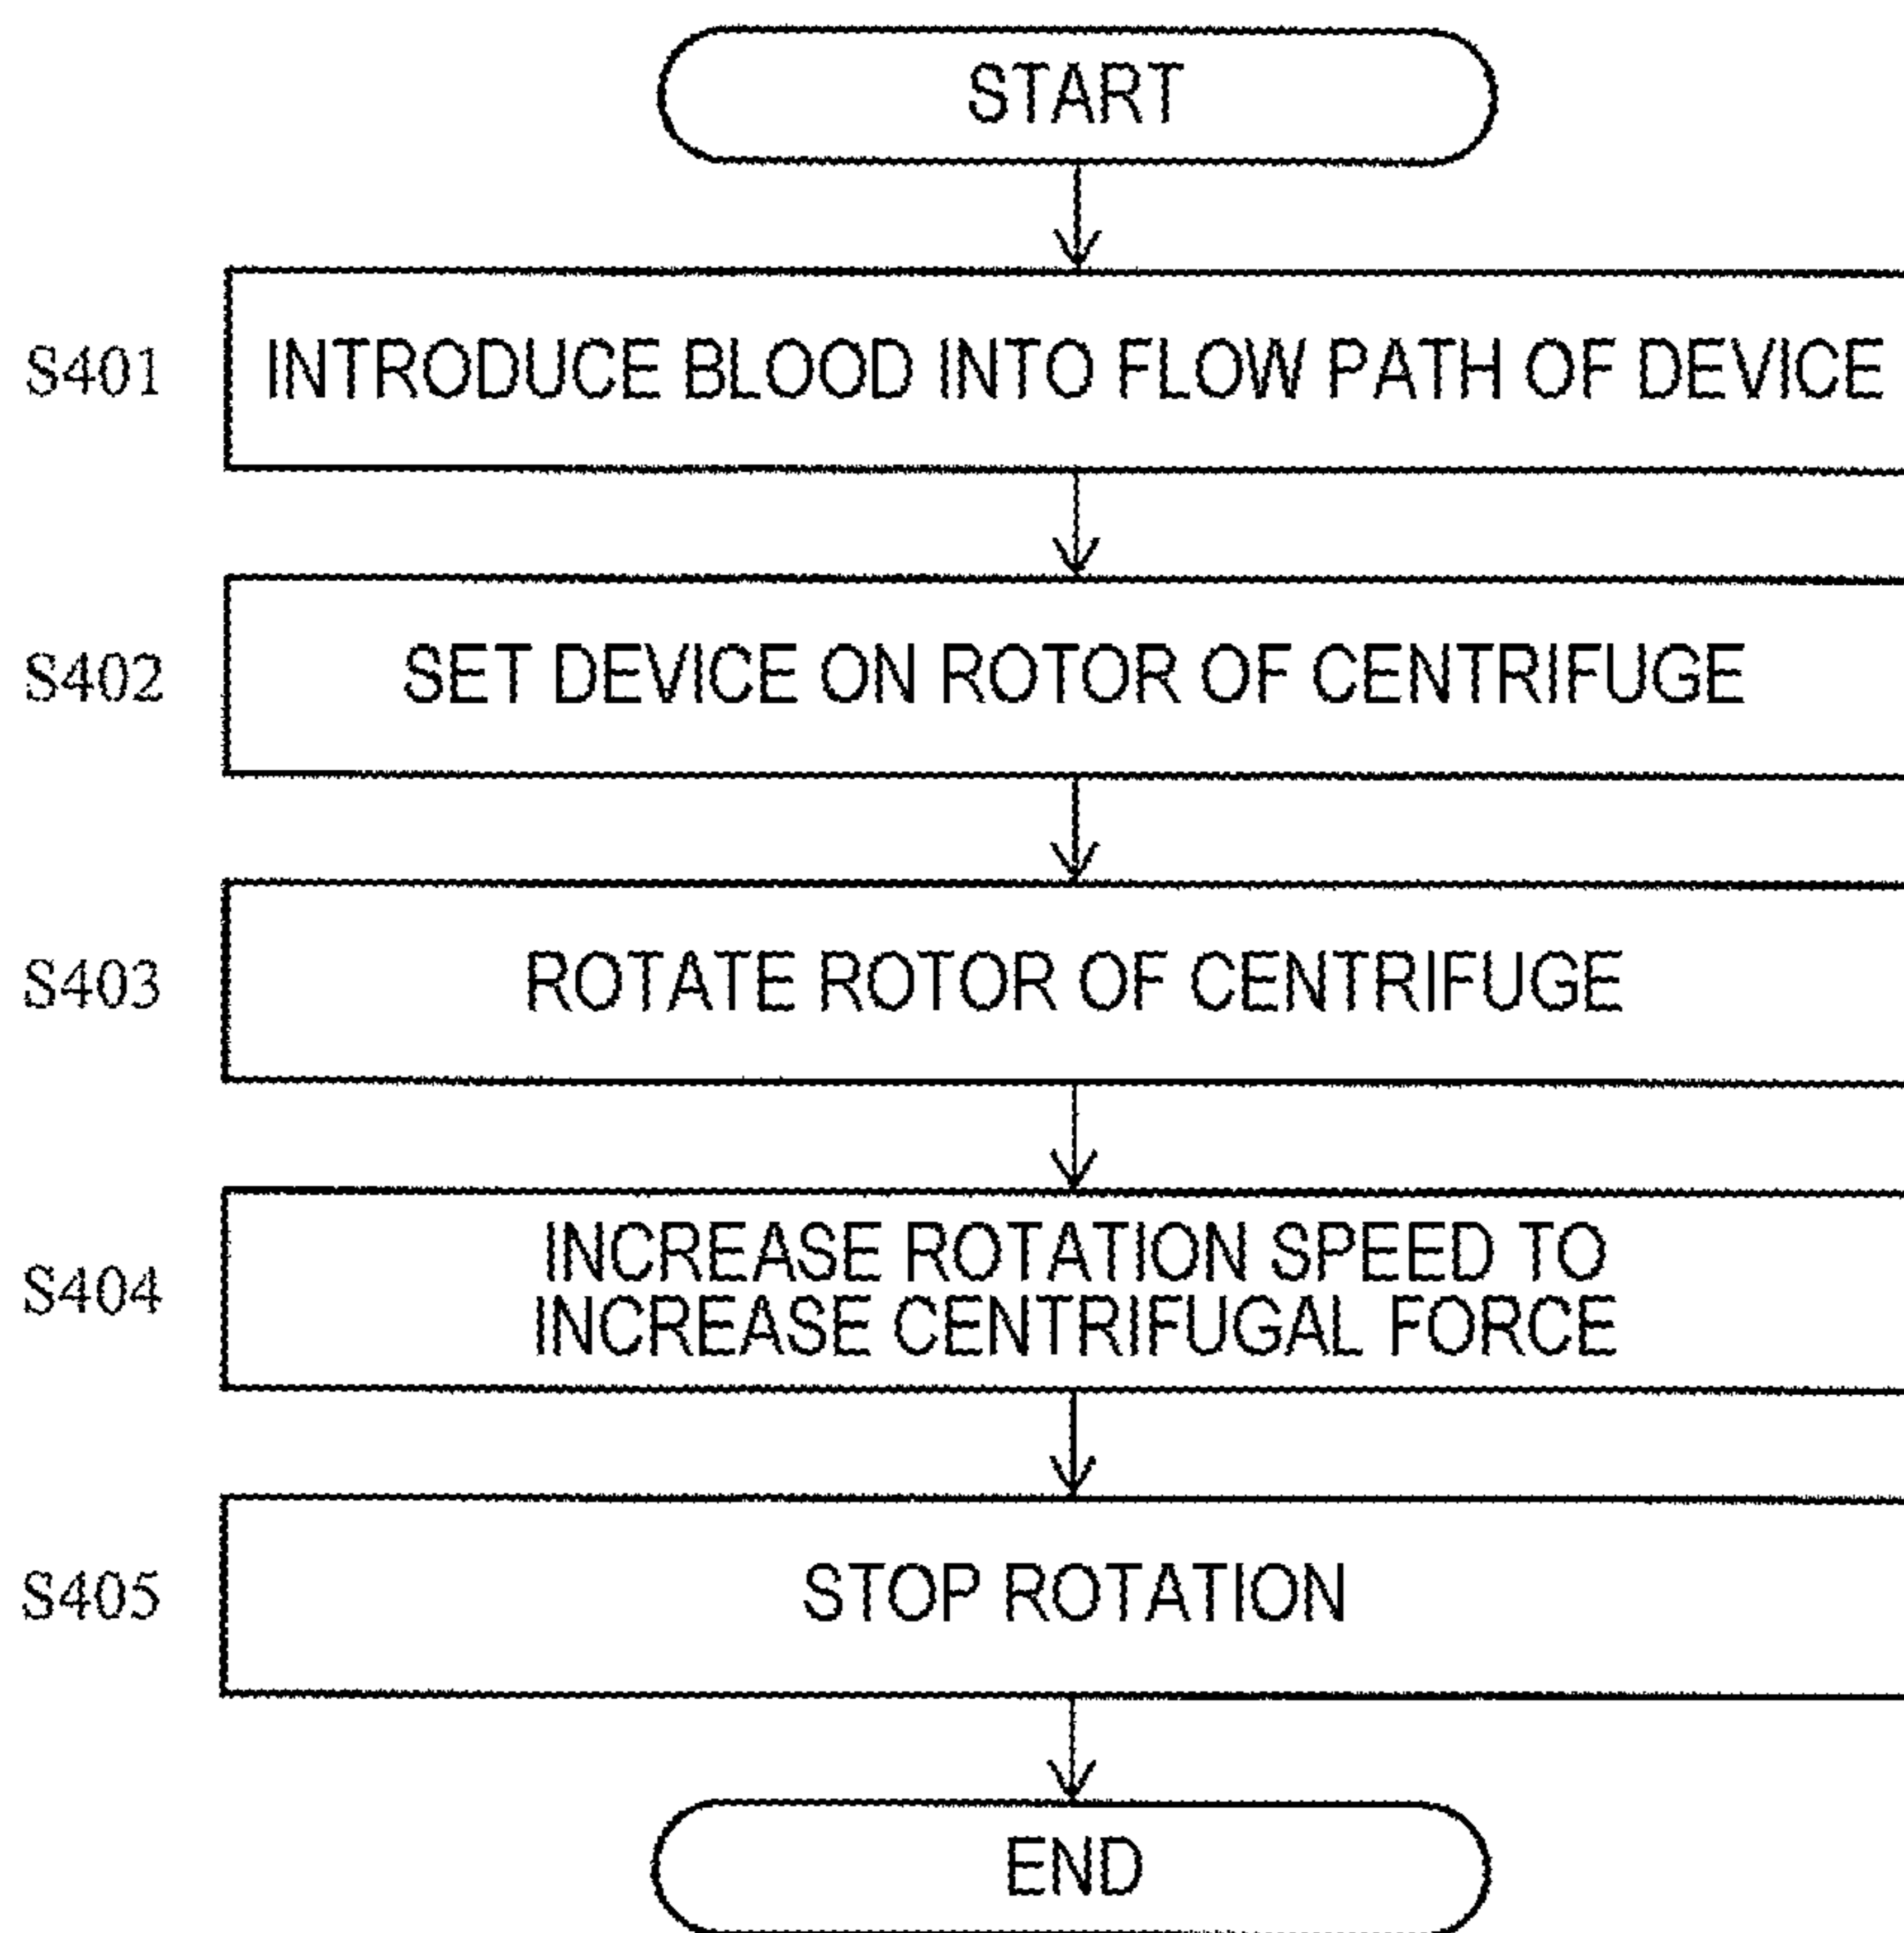 START
S401 INTRODUCE BLOOD INTO FLOW PATH OF DEVICE
S402 SET DEVICE ON ROTOR OF CENTRIFUGE
S403 ROTATE ROTOR OF CENTRIFUGE
S404 INCREASE ROTATION SPEED TO
INCREASE CENTRIFUGAL FORCE
S405 STOP ROTATION
END